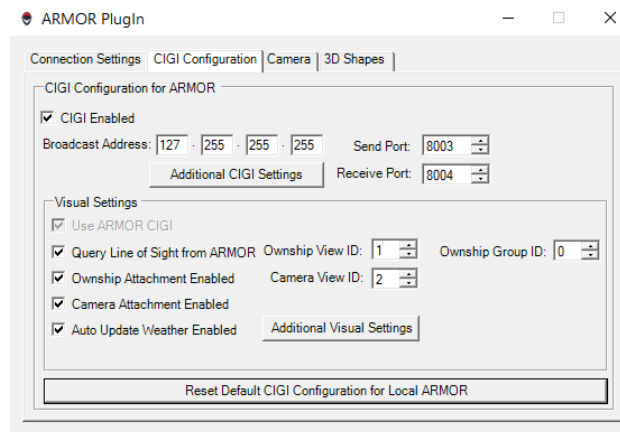 ARMOR PlugIn
Connection Settings CIGI Configuration Camera 3D Shapes
CIGI Configuration for ARMOR
CIGI Enabled
Broadcast Address: 127 . 255 . 255 . 255 Send Port: 8003
Additional CIGI Settings Receive Port: 8004
Visual Settings
Use ARMOR CIGI
Query Line of Sight from ARMOR Ownship View ID: 1 Ownship Group ID: 0
Ownship Attachment Enabled Camera View ID: 2
Camera Attachment Enabled
Auto Update Weather Enabled Additional Visual Settings
Reset Default CIGI Configuration for Local ARMOR